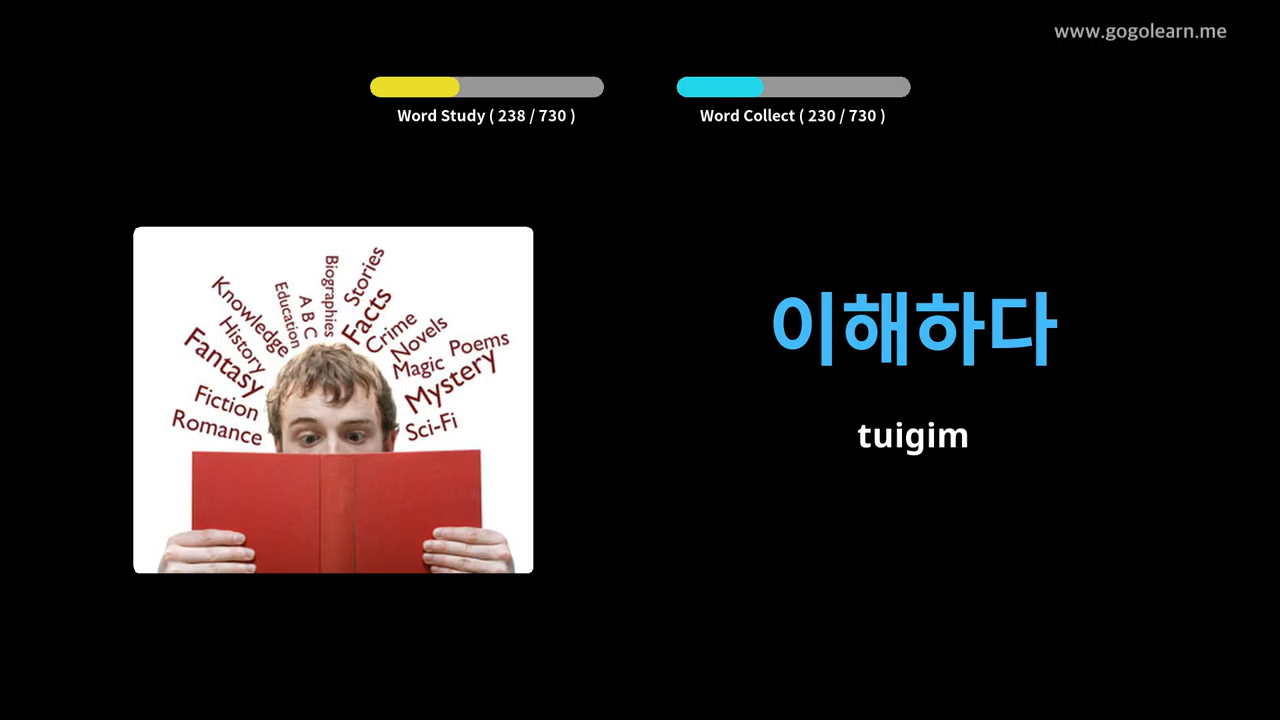 www.gogolearn.me
Word Study ( 238 / 730 )
Word Collect ( 230 / 730 )
Stories
Biographies
Facts
A B C
Education
Crime
Knowledge
Novels
History
Poems
Magic
Fantasy
Mystery
Fiction
Sci-Fi
Romance
이해하다
tuigim